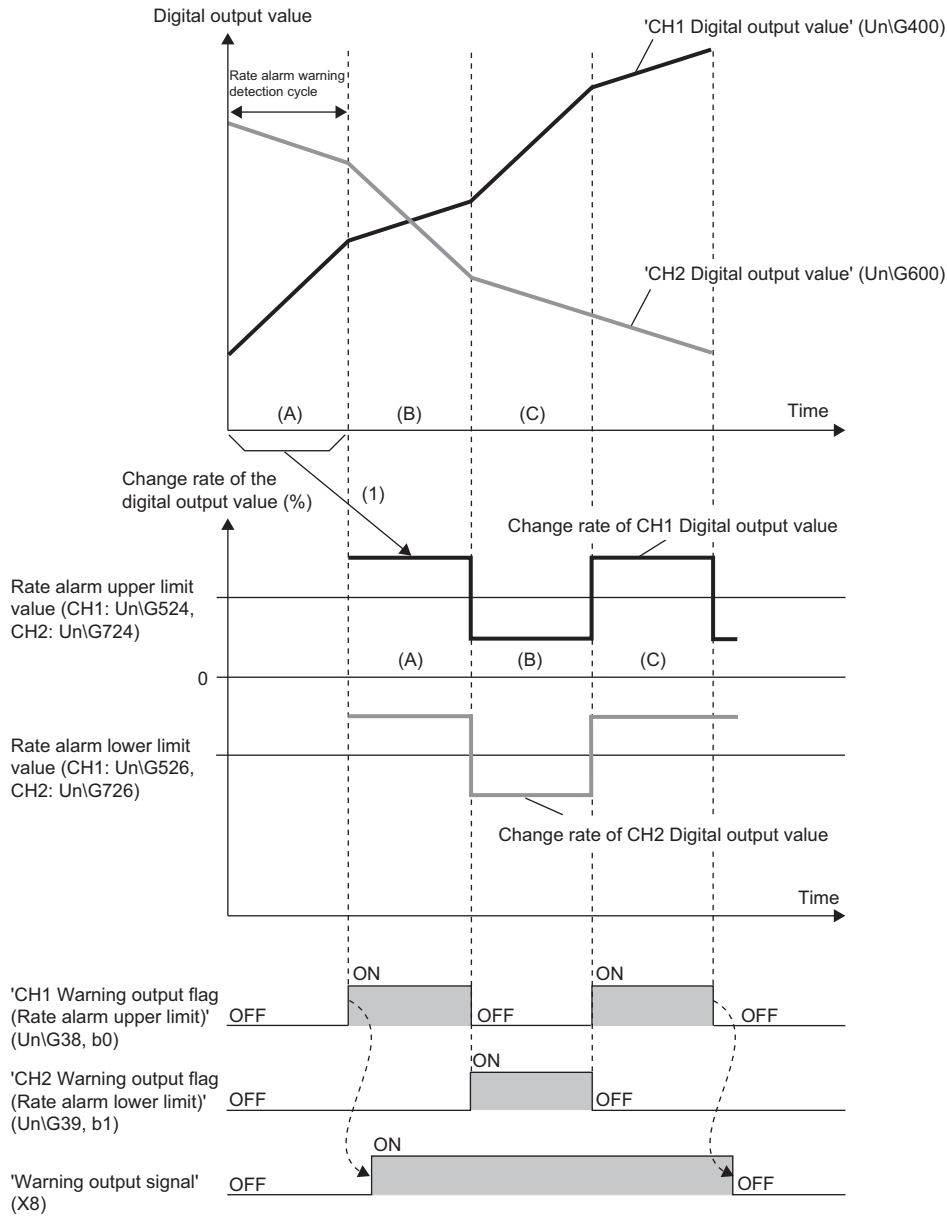 Digital output value
'CH1 Digital output value' (Un\G400)
Rate alarm warning
detection cycle
'CH2 Digital output value' (Un\G600)
(A)
(B)
(C)
Time
Change rate of the
digital output value (%)
(1)
Change rate of CH1 Digital output value
Rate alarm upper limit
value (CH1: Un\G524,
CH2: Un\G724)
(A)
(B)
(C)
0
Rate alarm lower limit
value (CH1: Un\G526,
CH2: Un\G726)
Change rate of CH2 Digital output value
Time
'CH1 Warning output flag
(Rate alarm upper limit)'
(Un\G38, b0)
OFF
ON
OFF
ON
OFF
'CH2 Warning output flag
(Rate alarm lower limit)'
(Un\G39, b1)
OFF
ON
OFF
'Warning output signal'
(X8)
OFF
ON
OFF